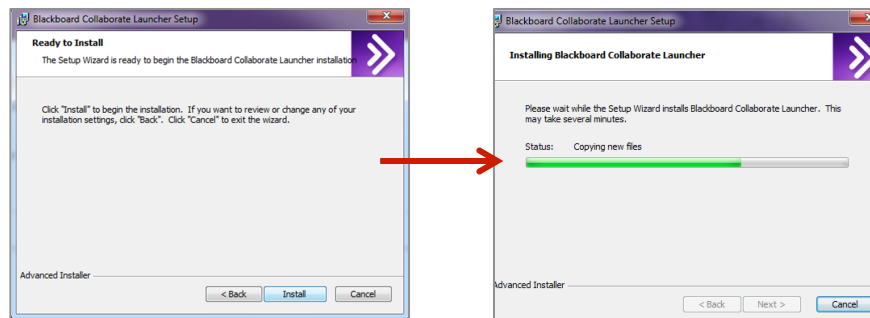 Blackboard Collaborate Launcher Setup
Ready to Install
The Setup Wizard is ready to begin the Blackboard Collaborate Launcher installation
Click "Install" to begin the installation. If you want to review or change any of your
installation settings, click "Back". Click "Cancel" to exit the wizard.
Advanced Installer
< Back Install Cancel
Blackboard Collaborate Launcher Setup
Installing Blackboard Collaborate Launcher
Please wait while the Setup Wizard installs Blackboard Collaborate Launcher. This
may take several minutes.
Status: Copying new files
Advanced Installer
< Back Next > Cancel